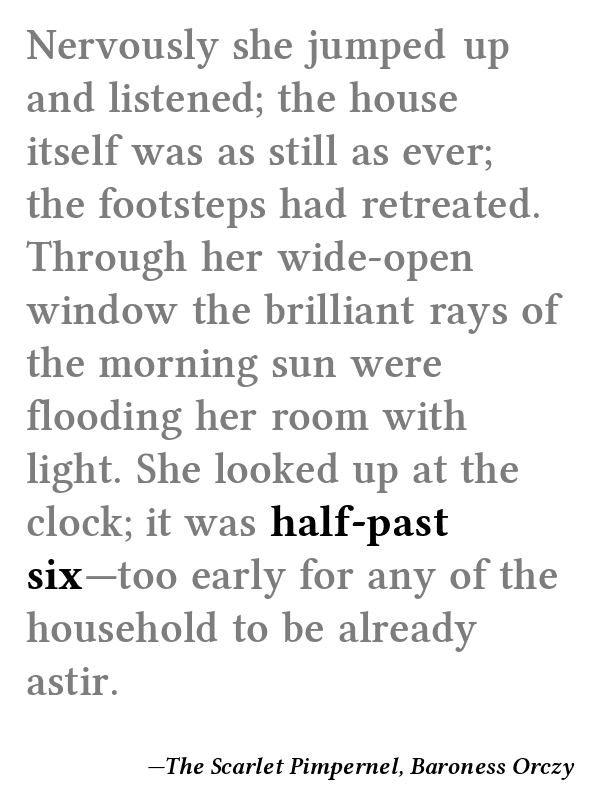 Nervously she jumped up
and listened; the house
itself was as still as ever;
the footsteps had retreated.
Through her wide-open
window the brilliant rays of
the morning sun were
flooding her room with
light. She looked up at the
clock; it was half-past
six—too early for any of the
household to be already
astir.
—The Scarlet Pimpernel, Baroness Orczy